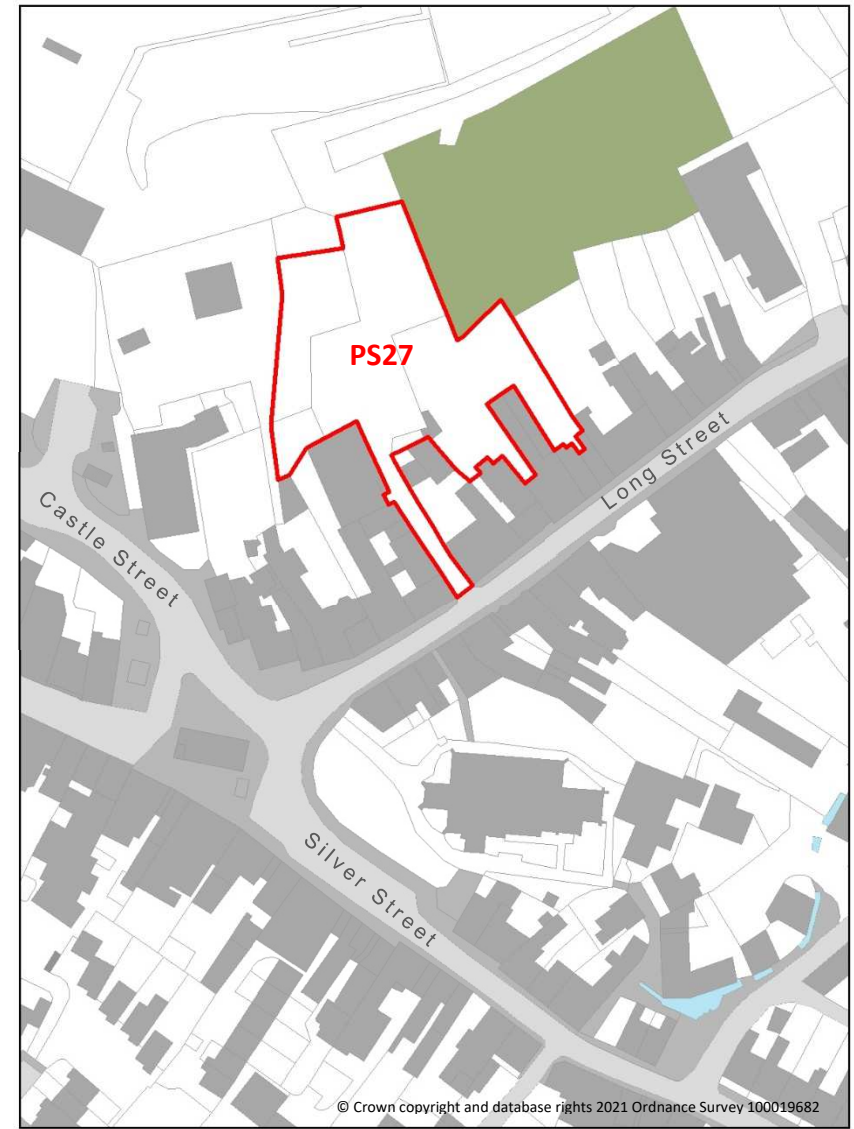 PS27
Long Street
Castle Street
Silver Street
© Crown copyright and database rights 2021 Ordnance Survey 100019682